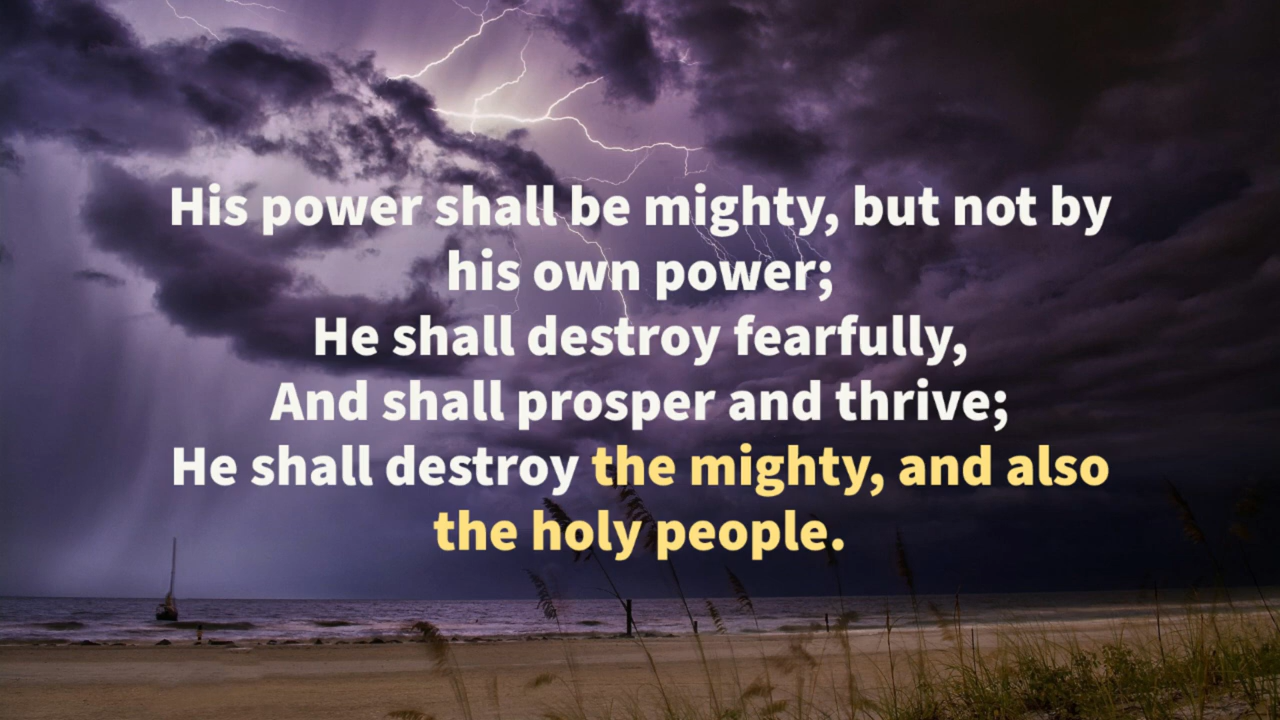 His power shall be mighty, but not by
his own power;
He shall destroy fearfully,
And shall prosper and thrive;
He shall destroy the mighty, and also
the holy people.